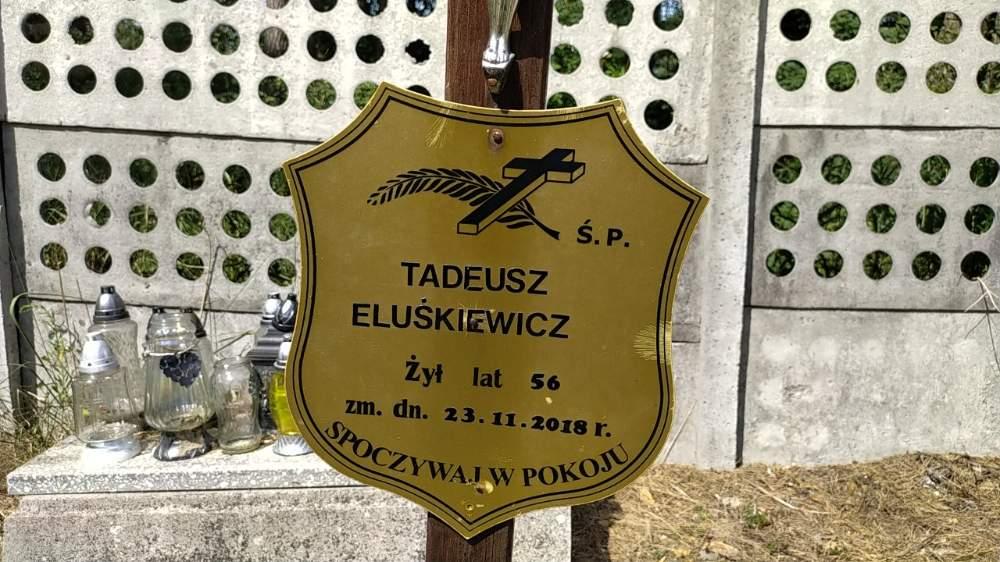 Ś.P.
TADEUSZ
ELUŚKIEWICZ
Żył lat 56
zm. dn. 23.11.2018 r.
SPOCZYWAJ W POKOJU